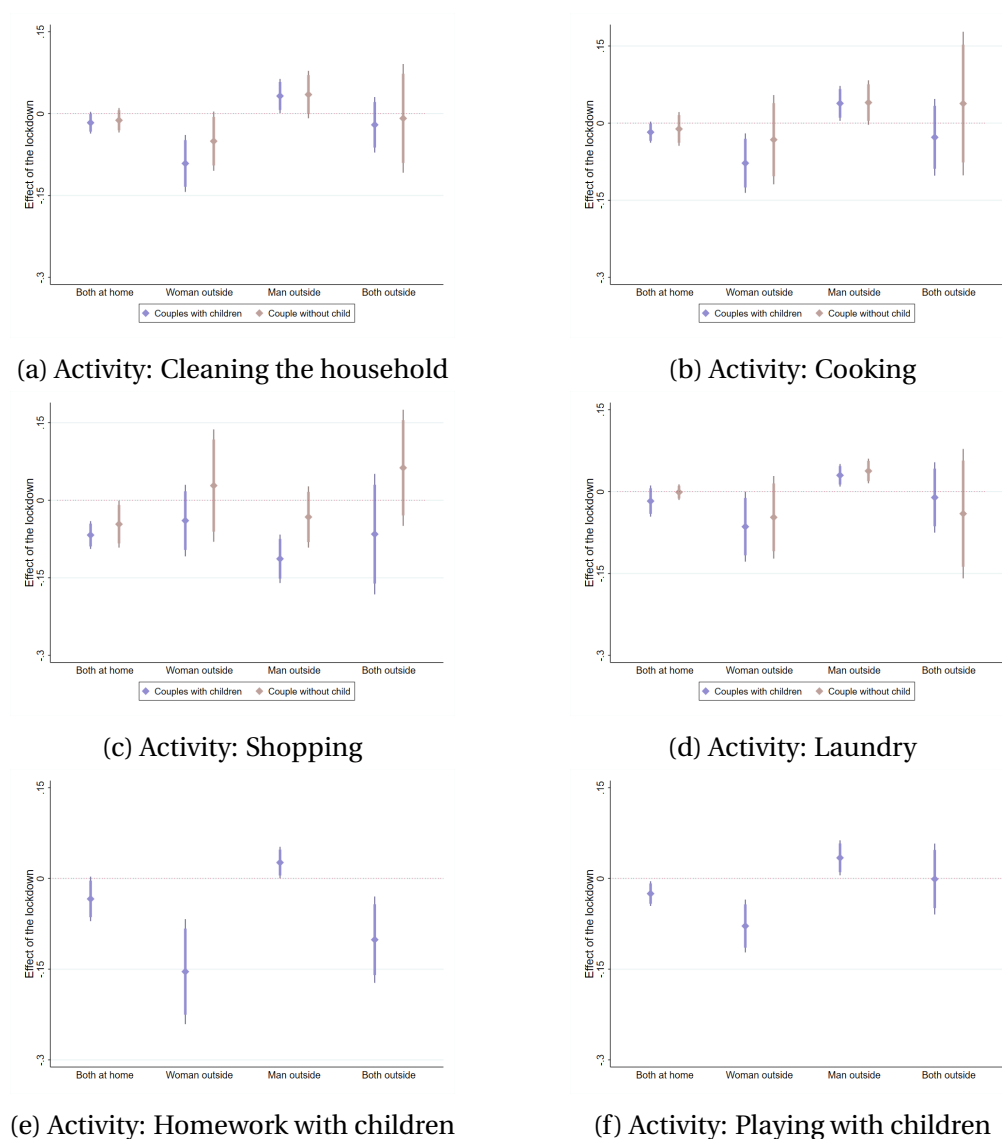 Effect of the lockdown
.15
0
-.15
-.3
Both at home Woman outside Man outside Both outside
Couples with children Couple without child
(a) Activity: Cleaning the household
Effect of the lockdown
.15
0
-.15
-.3
Both at home Woman outside Man outside Both outside
Couples with children Couple without child
(b) Activity: Cooking
Effect of the lockdown
.15
0
-.15
-.3
Both at home Woman outside Man outside Both outside
Couples with children Couple without child
(c) Activity: Shopping
Effect of the lockdown
.15
0
-.15
-.3
Both at home Woman outside Man outside Both outside
Couples with children Couple without child
(d) Activity: Laundry
Effect of the lockdown
.15
0
-.15
-.3
Both at home Woman outside Man outside Both outside
(e) Activity: Homework with children
Effect of the lockdown
.15
0
-.15
-.3
Both at home Woman outside Man outside Both outside
(f) Activity: Playing with children